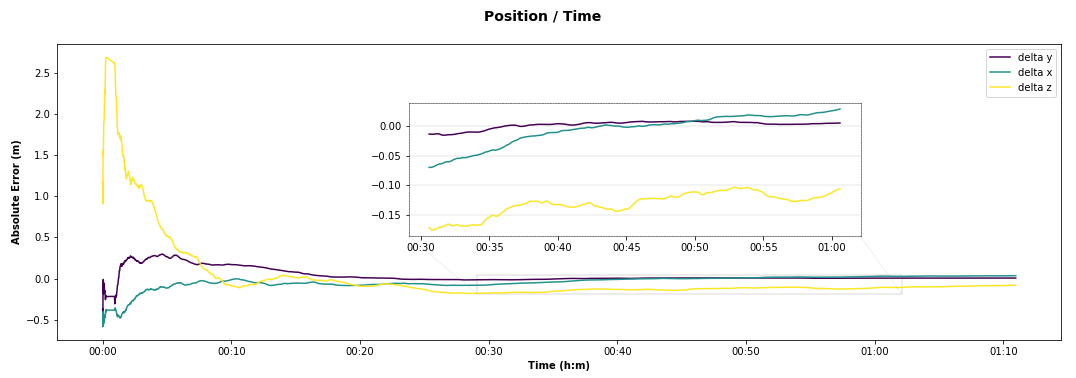 Position / Time
delta y
delta x
delta z
Absolute Error (m)
2.5
2.0
1.5
1.0
0.5
0.0
−0.5
0.00
−0.05
−0.10
−0.15
00:30 00:35 00:40 00:45 00:50 00:55 01:00
00:00 00:10 00:20 00:30 00:40 00:50 01:00 01:10
Time (h:m)